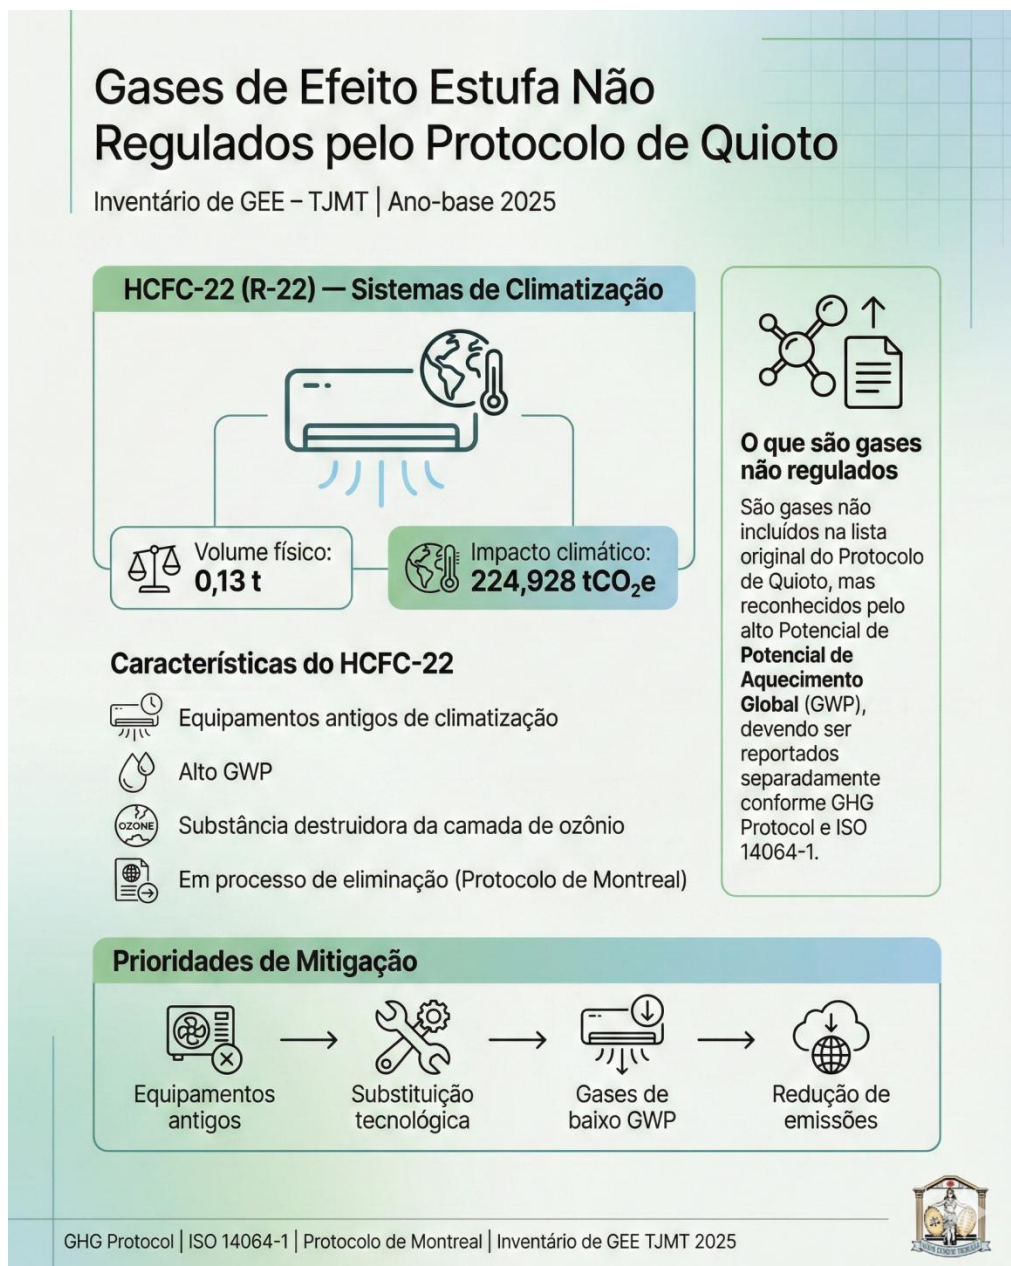 Gases de Efeito Estufa Não
Regulados pelo Protocolo de Quioto
Inventário de GEE – TJMT | Ano-base 2025
HCFC-22 (R-22) — Sistemas de Climatização
Volume físico:
0,13 t
Impacto climático:
224,928 tCO₂e
Características do HCFC-22
Equipamentos antigos de climatização
Alto GWP
OZONE
Substância destruidora da camada de ozônio
Em processo de eliminação (Protocolo de Montreal)
O que são gases
não regulados
São gases não
incluídos na lista
original do Protocolo
de Quioto, mas
reconhecidos pelo
alto Potencial de
Potencial de
Aquecimento
Global (GWP),
devendo ser
reportados
separadamente
conforme GHG
Protocol e ISO
14064-1.
Prioridades de Mitigação
Equipamentos
antigos
Substituição
tecnológica
Gases de
baixo GWP
Redução de
emissões
GHG Protocol | ISO 14064-1 | Protocolo de Montreal | Inventário de GEE TJMT 2025